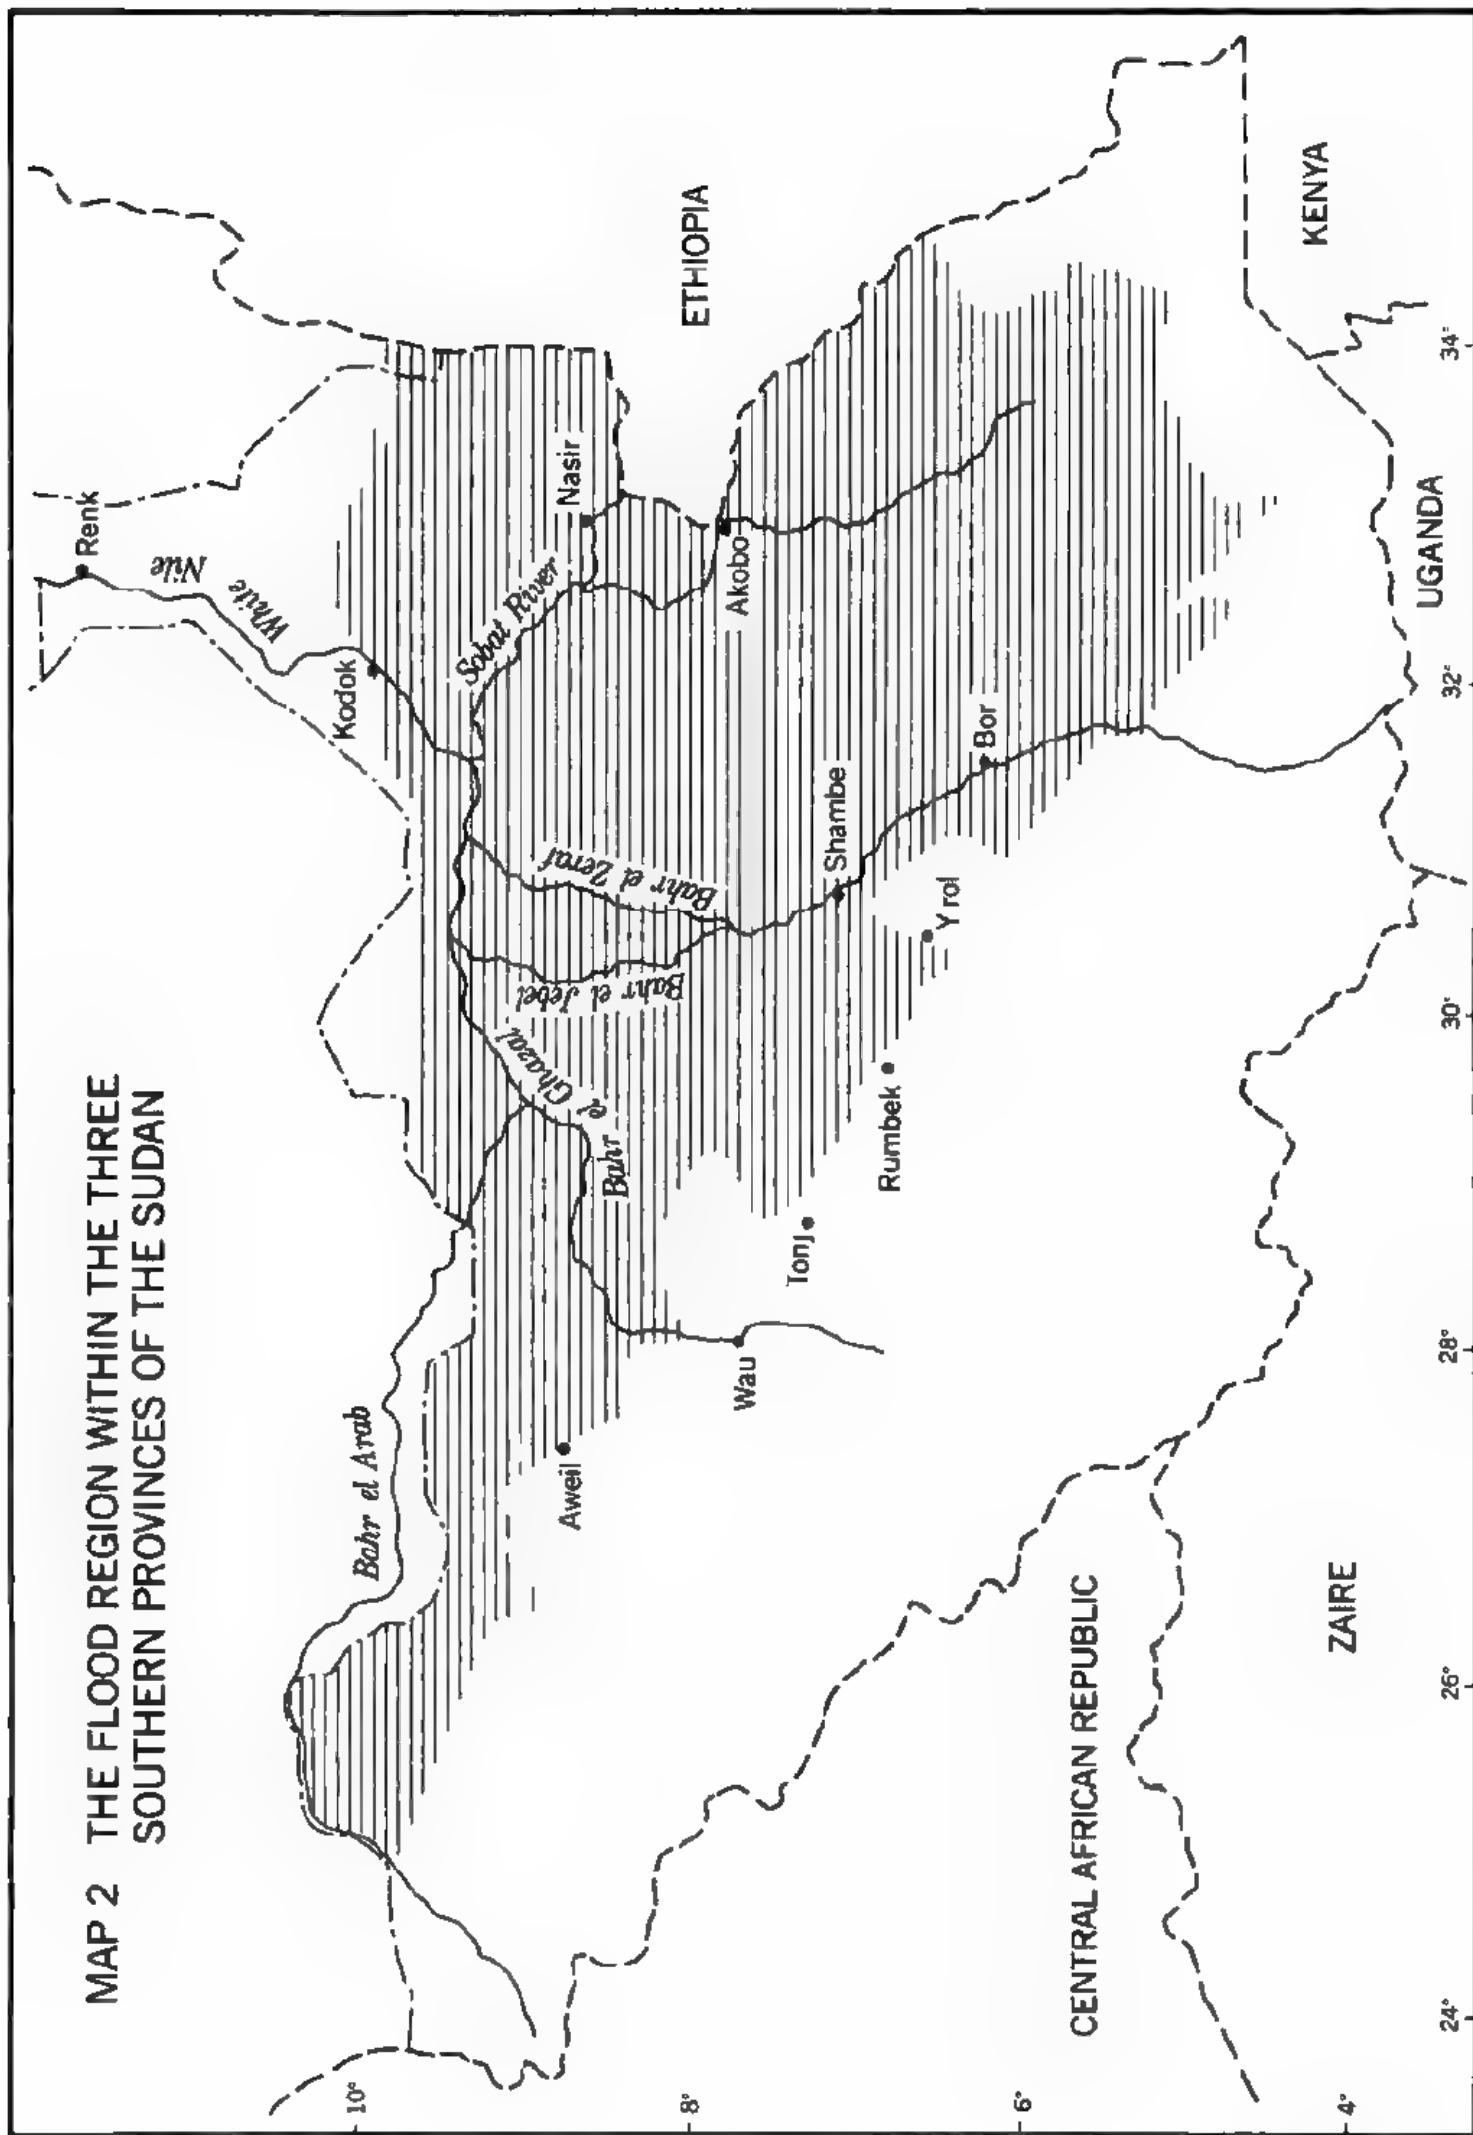 MAP 2 THE FLOOD REGION WITHIN THE THREE
SOUTHERN PROVINCES OF THE SUDAN
Renk
White Nile
Kodok
Sobat River
Nasir
ETHIOPIA
Akobo
Bahr el Arab
Bahr el Ghazal
Bahr el Jebel
Bahr el Zeraf
Aweil
Wau
Tonj
Rumbek
Yrol
Shambe
Bor
CENTRAL AFRICAN REPUBLIC
ZAIRE
UGANDA
KENYA
10°
8°
6°
4°
24°
26°
28°
30°
32°
34°